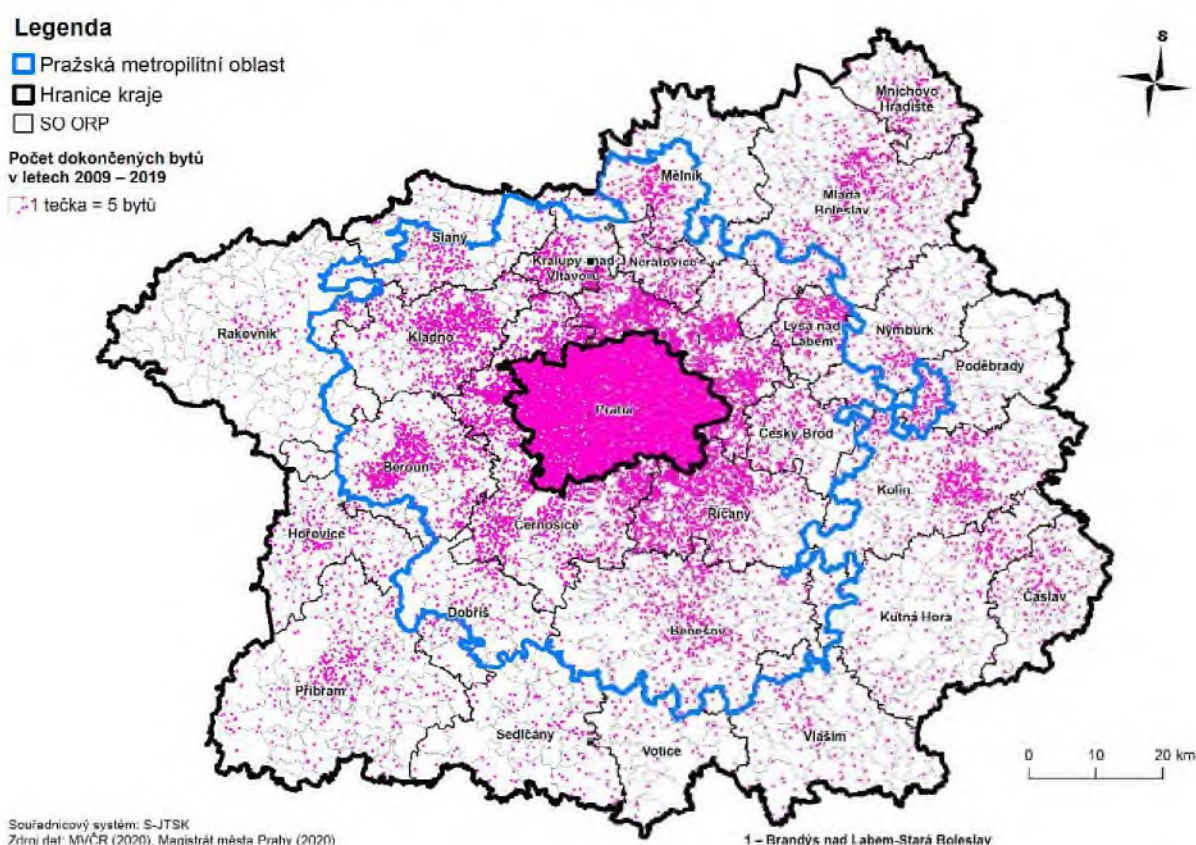 Legenda
Pražská metropilitní oblast
Hranice kraje
SO ORP
Počet dokončených bytů
v letech 2009 – 2019
1 tečka = 5 bytů
S
Mnichovo
Hradiště
Mělník
Mladá
Boleslav
Slaný
Kralupy nad
Vltavou
Neratovice
Rakovník
Kladno
Lysá nad
Labem
Nymburk
Poděbrady
1
Praha
Český Brod
Beroun
Kolín
Říčany
Černošice
Hořovice
Čáslav
Kutná Hora
Dobříš
Benešov
Příbram
Sedlčany
Votice
Vlašim
0 10 20 km
Souřadnicový systém: S-JTSK
Zdroj dat: MVČR (2020), Magistrát města Prahy (2020)
1 – Brandýs nad Labem-Stará Boleslav